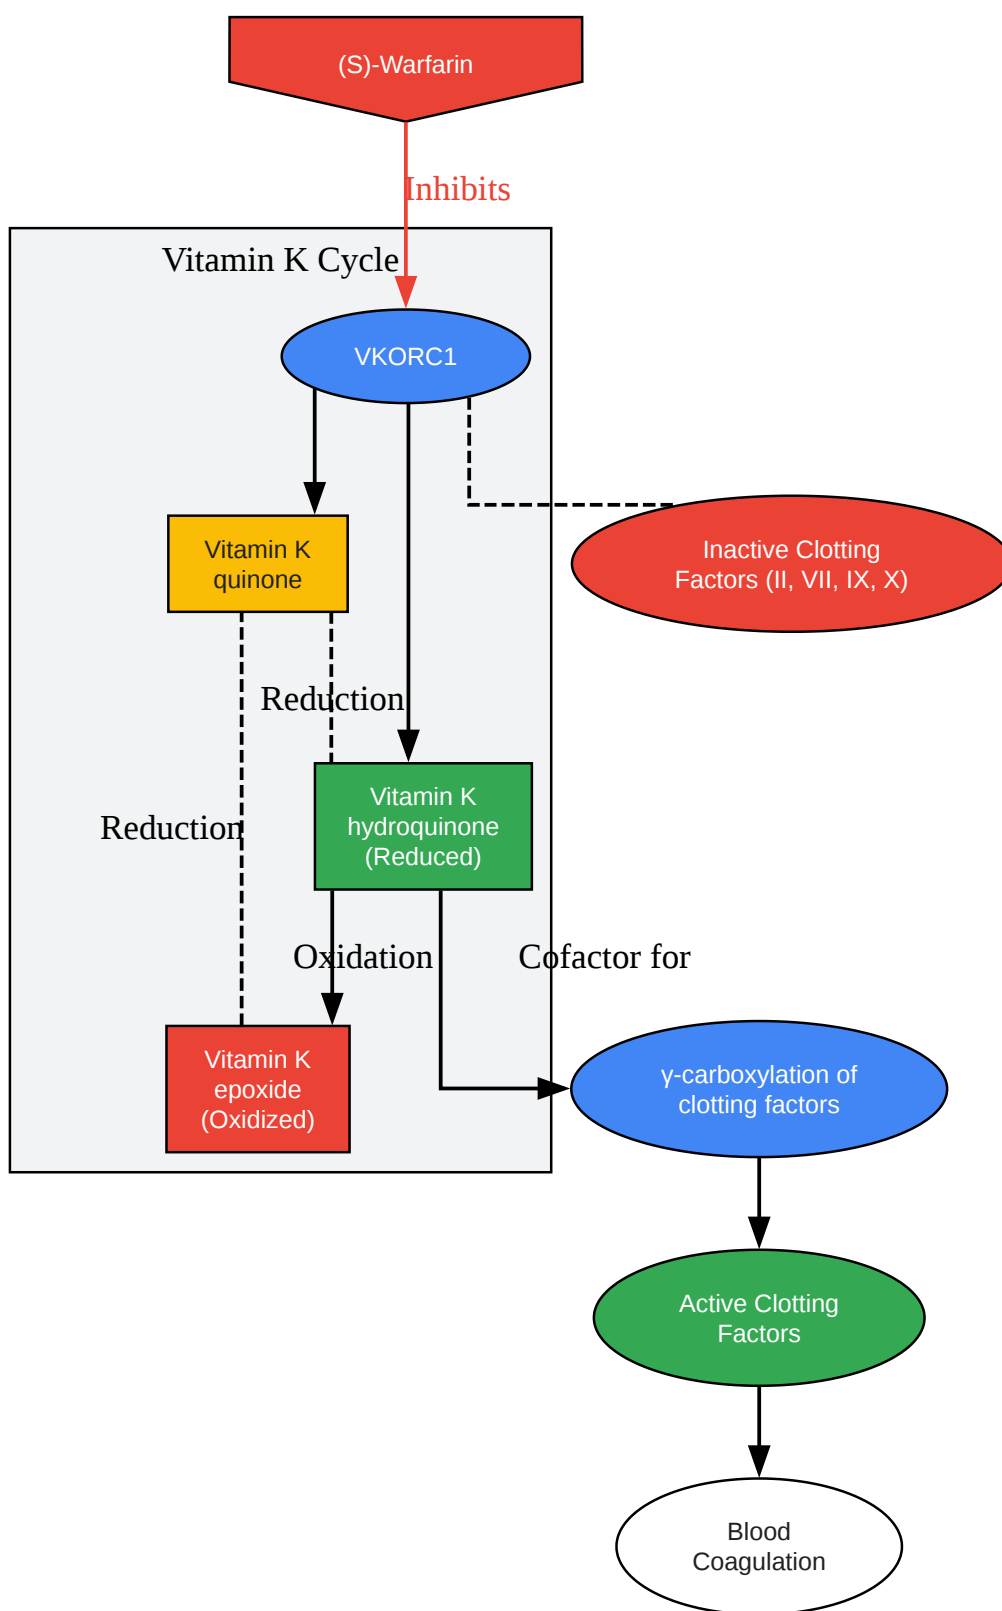 (S)-Warfarin
Inhibits
Vitamin K Cycle
VKORC1
Vitamin K
quinone
Inactive Clotting
Factors (II, VII, IX, X)
Reduction
Vitamin K
hydroquinone
(Reduced)
Reduction
Oxidation
Cofactor for
Vitamin K
epoxide
(Oxidized)
γ-carboxylation of
clotting factors
Active Clotting
Factors
Blood
Coagulation